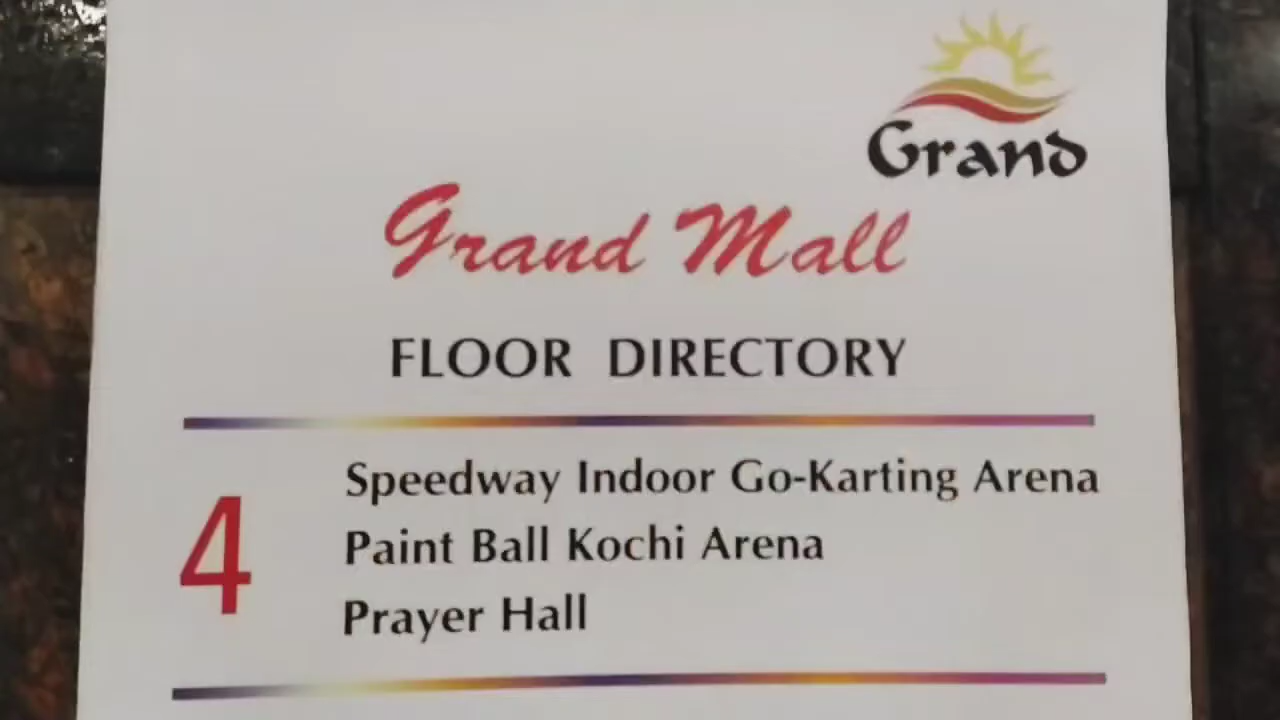 Grand
Grand Mall
FLOOR DIRECTORY
4
Speedway Indoor Go-Karting Arena
Paint Ball Kochi Arena
Prayer Hall